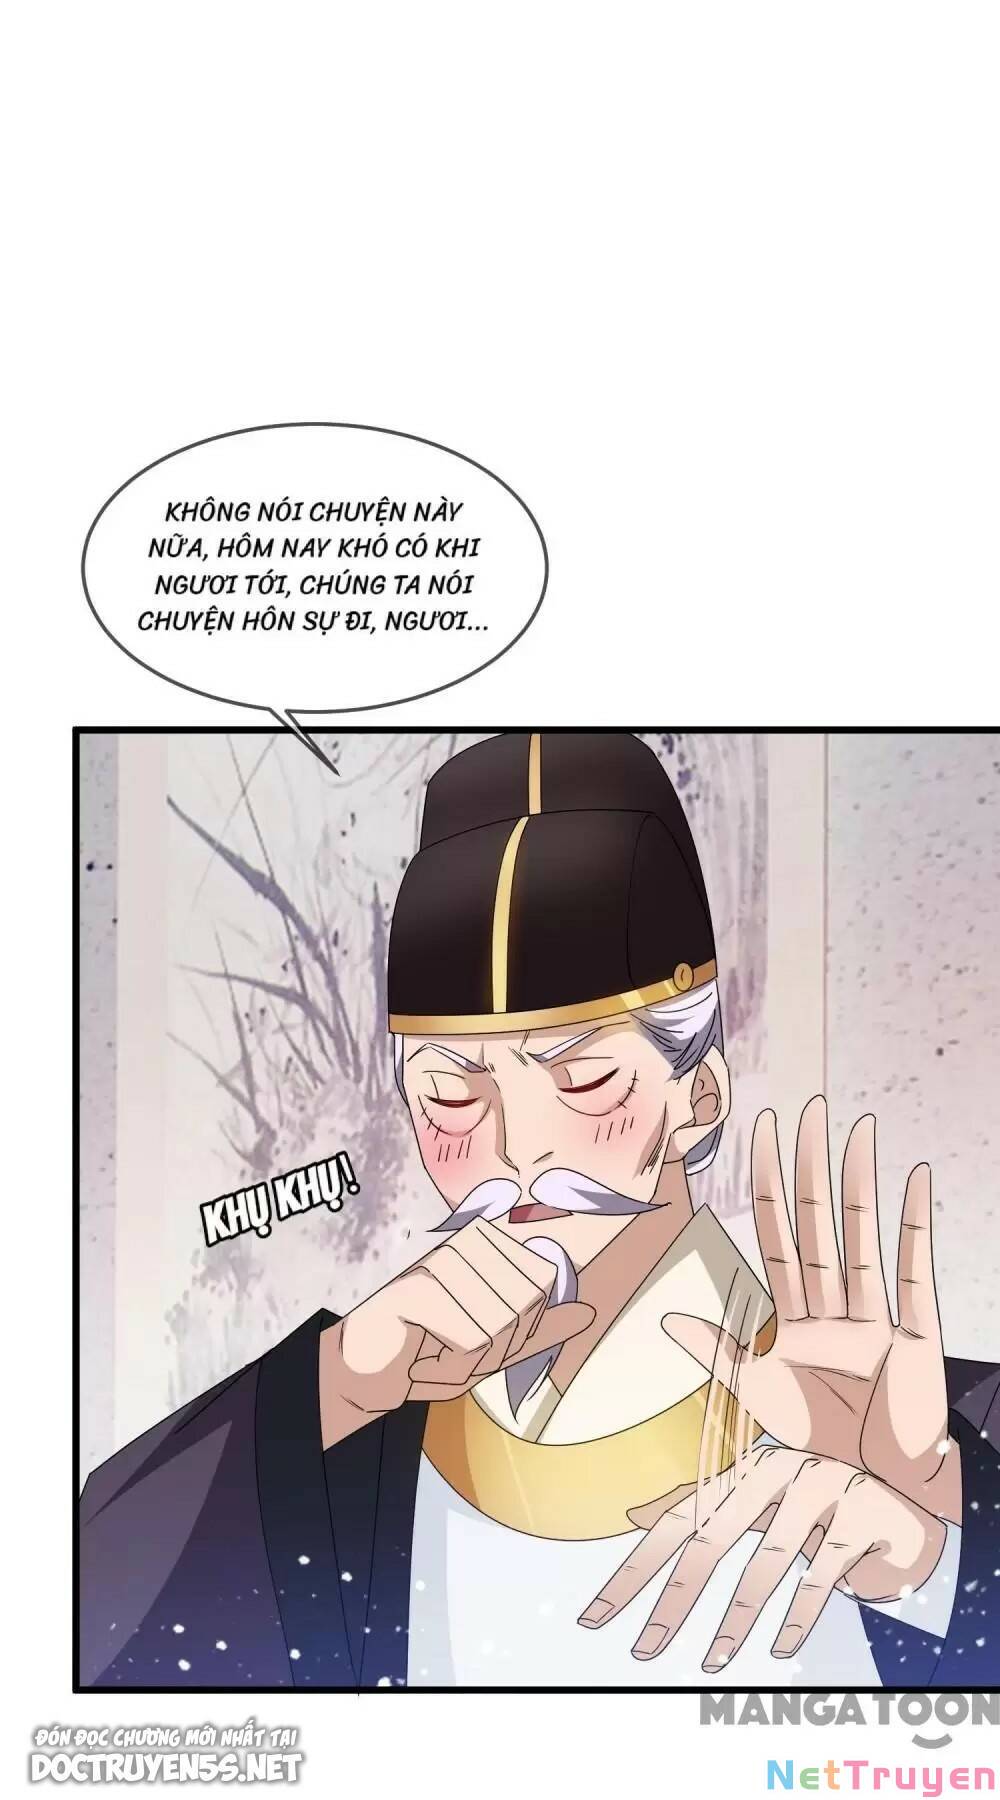 KHÔNG NÓI CHUYỆN NÀY
NỮA, HÔM NAY KHÓ CÓ KHI
NGƯƠI TỚI, CHÚNG TA NÓI
CHUYỆN HÔN SỰ ĐI, NGƯƠI...
KHỤ KHỤ!
MANGATOON
ĐÓN ĐỌC CHƯƠNG MỚI NHẤT TẠI
DOCTRUYEN5S.NET
NetTruyen